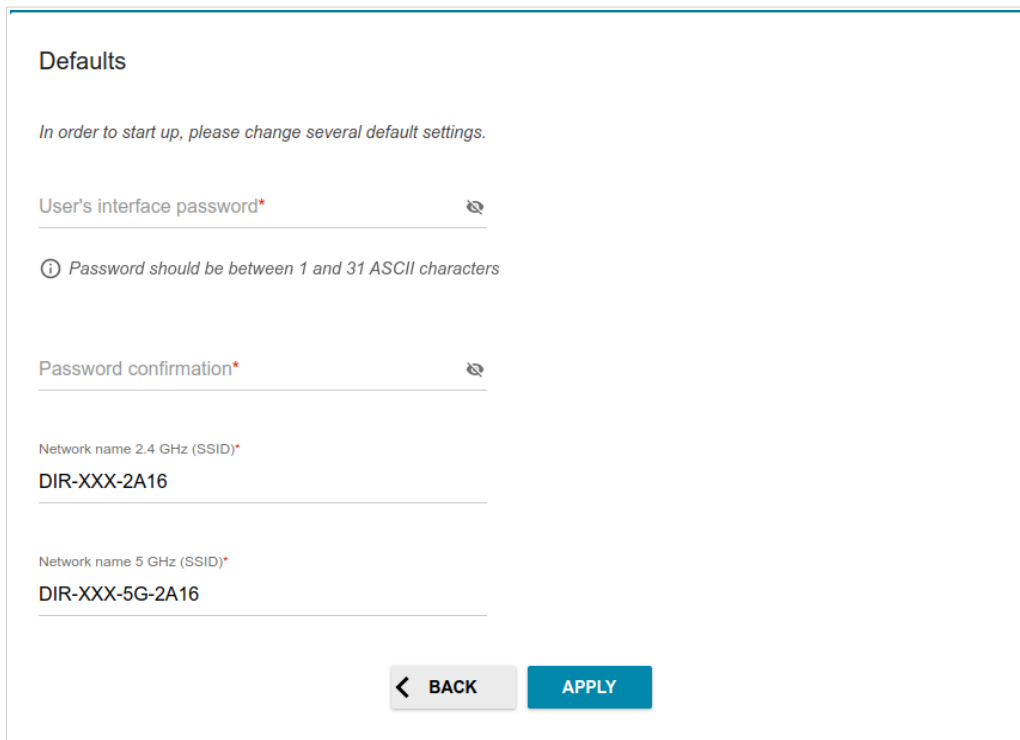 Defaults
In order to start up, please change several default settings.
User's interface password*
Password should be between 1 and 31 ASCII characters
Password confirmation*
Network name 2.4 GHz (SSID)*
DIR-XXX-2A16
Network name 5 GHz (SSID)*
DIR-XXX-5G-2A16
BACK
APPLY